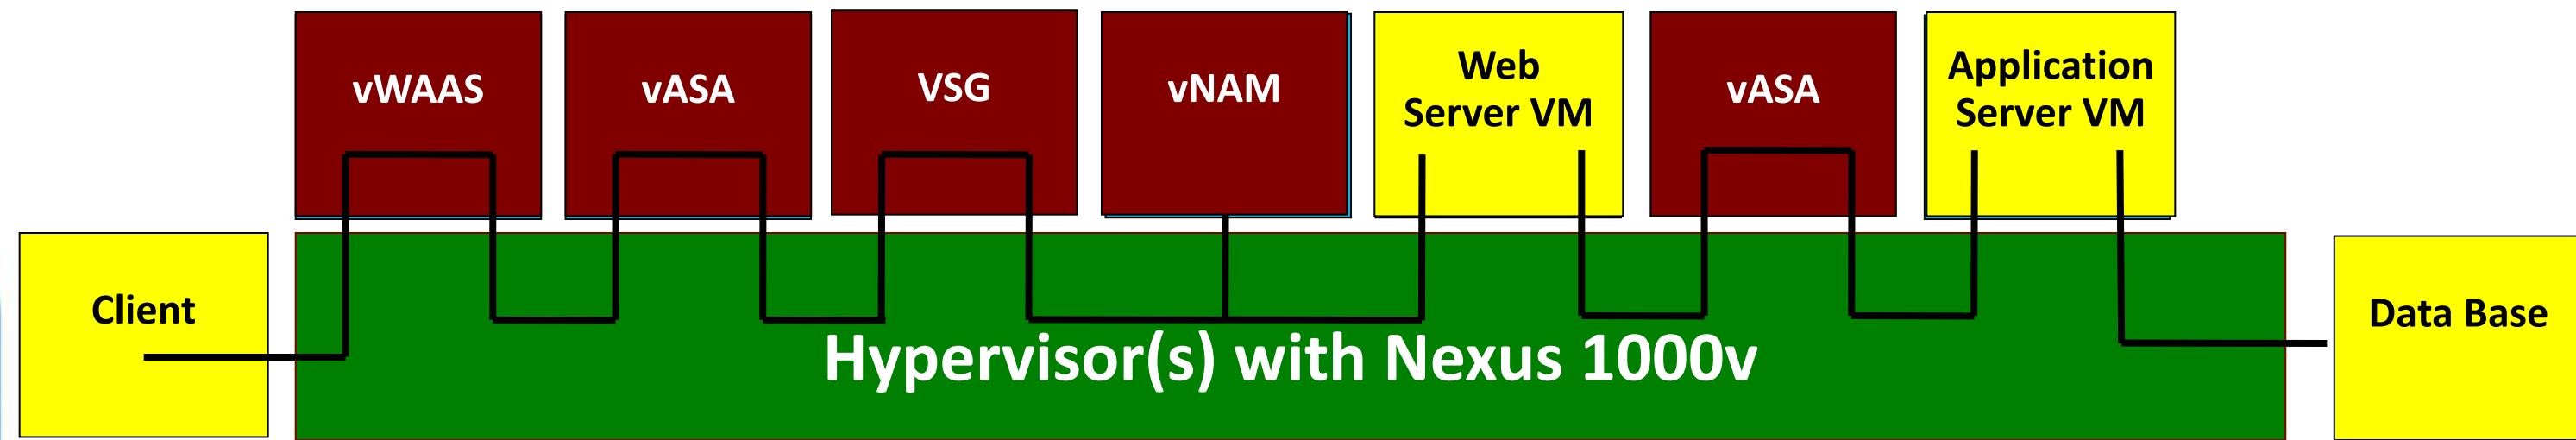 vWAAS
vASA
VSG
vNAM
Web
Server VM
vASA
Application
Server VM
Client
Hypervisor(s) with Nexus 1000v
Data Base